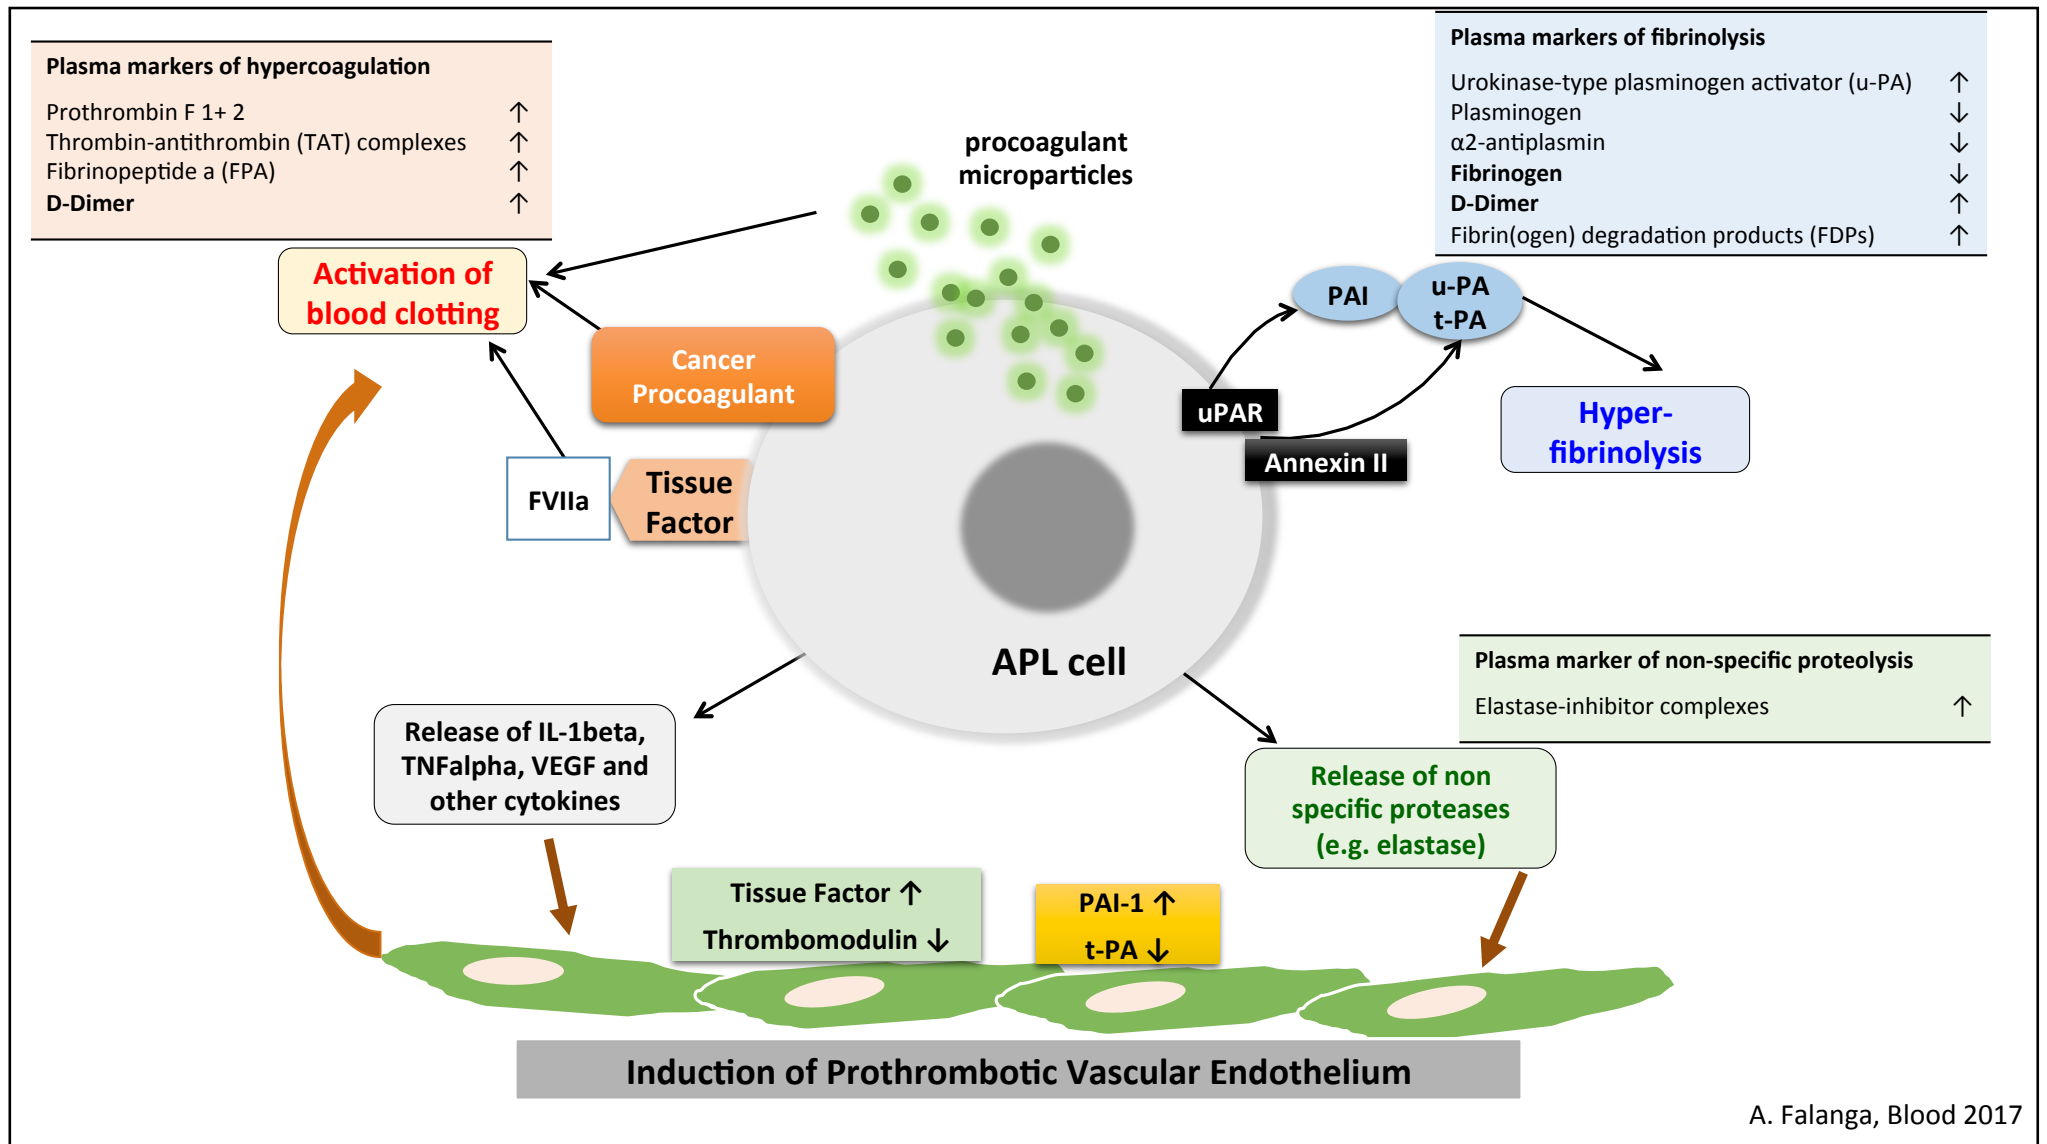 Plasma markers of hypercoagulation
Prothrombin F 1+ 2 ↑
Thrombin-antithrombin (TAT) complexes ↑
Fibrinopeptide a (FPA) ↑
D-Dimer ↑
Plasma markers of fibrinolysis
Urokinase-type plasminogen activator (u-PA) ↑
Plasminogen ↓
α2-antiplasmin ↓
Fibrinogen ↓
D-Dimer ↑
Fibrin(ogen) degradation products (FDPs) ↑
procoagulant
microparticles
Activation of
blood clotting
Cancer
Procoagulant
FVIIa
Tissue
Factor
PAI
u-PA
t-PA
uPAR
Annexin II
Hyper-
fibrinolysis
APL cell
Plasma marker of non-specific proteolysis
Elastase-inhibitor complexes ↑
Release of IL-1beta,
TNFalpha, VEGF and
other cytokines
Release of non
specific proteases
(e.g. elastase)
Tissue Factor ↑
Thrombomodulin ↓
PAI-1 ↑
t-PA ↓
Induction of Prothrombotic Vascular Endothelium
A. Falanga, Blood 2017